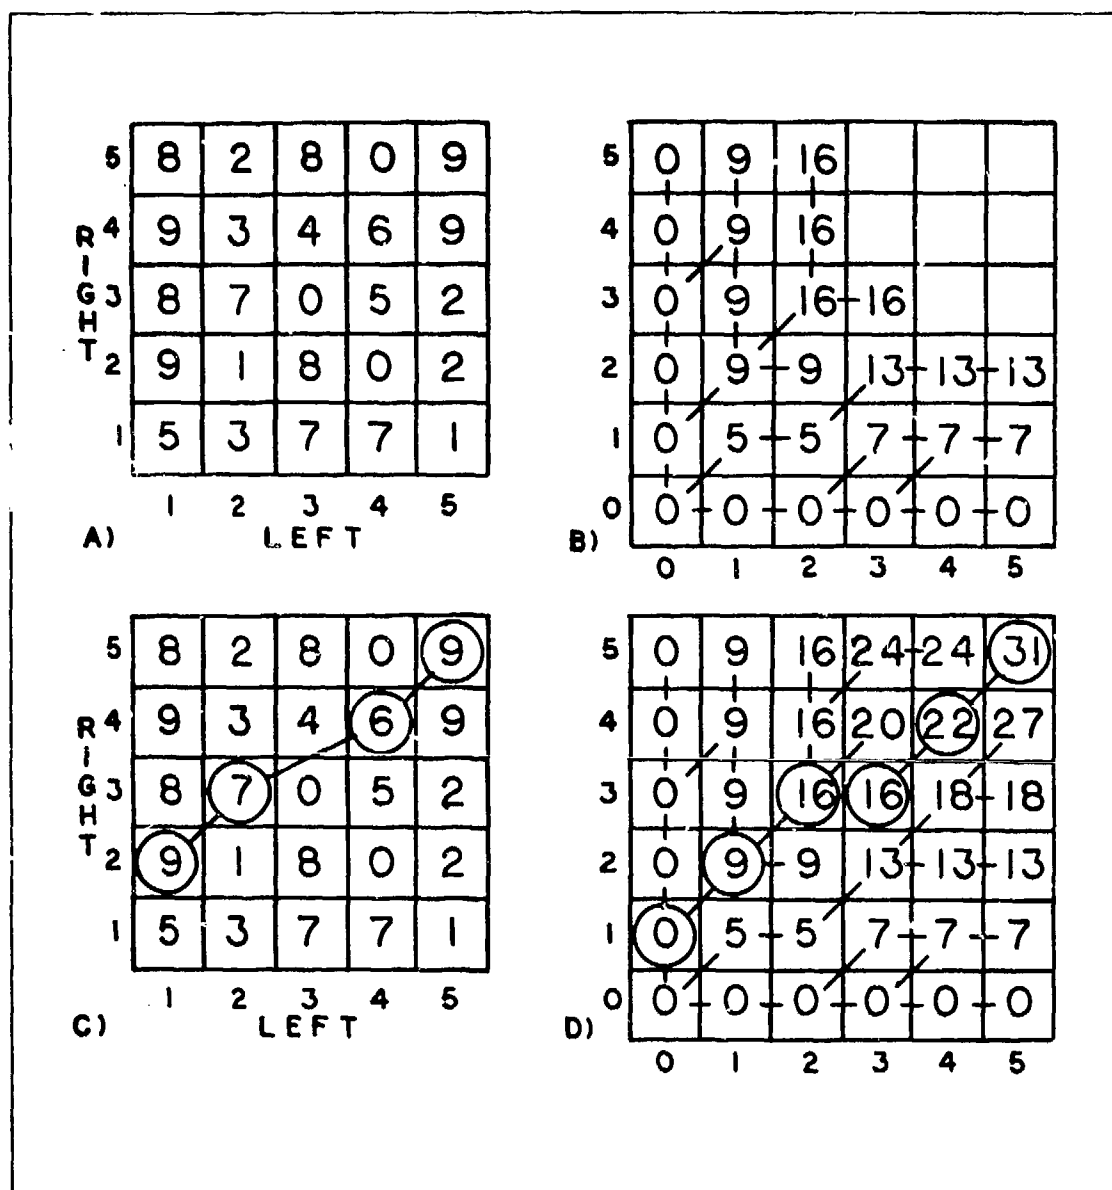 5 8 2 8 0 9
4 9 3 4 6 9
3 8 7 0 5 2
2 9 1 8 0 2
1 5 3 7 7 1
1 2 3 4 5
RIGHT
A) LEFT
5 0 9 16
4 0 9 16
3 0 9 16 16
2 0 9 9 13 13 13
1 0 5 5 7 7 7
0 0 0 0 0 0 0
B)
0 1 2 3 4 5
5 8 2 8 0 9
4 9 3 4 6 9
3 8 7 0 5 2
2 9 1 8 0 2
1 5 3 7 7 1
1 2 3 4 5
RIGHT
C) LEFT
5 0 9 16 24 24 31
4 0 9 16 20 22 27
3 0 9 16 16 18 18
2 0 9 9 13 13 13
1 0 5 5 7 7 7
0 0 0 0 0 0 0
D)
0 1 2 3 4 5